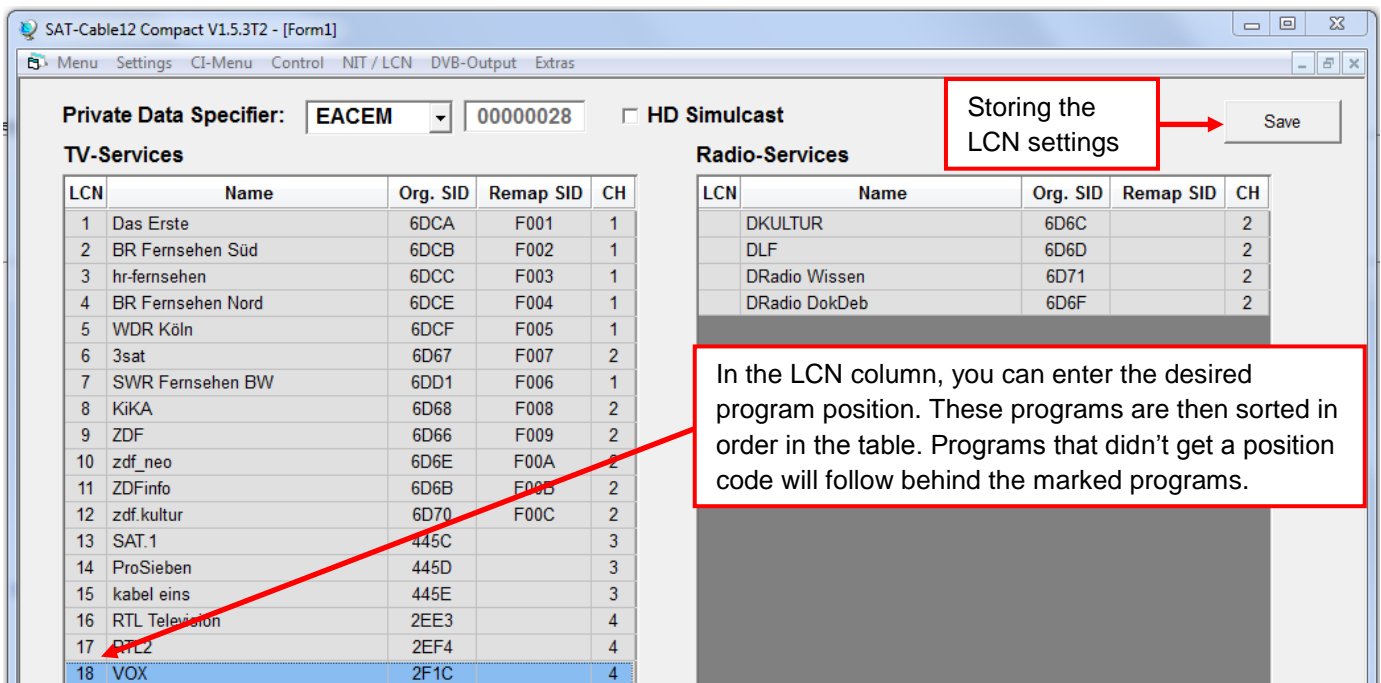 SAT-Cable12 Compact V1.5.3T2 - [Form1]
Menu Settings CI-Menu Control NIT / LCN DVB-Output Extras
Private Data Specifier: EACEM 00000028 HD Simulcast
Storing the
LCN settings
Save
TV-Services
LCN Name Org. SID Remap SID CH
1 Das Erste 6DCA F001 1
2 BR Fernsehen Süd 6DCB F002 1
3 hr-fernsehen 6DCC F003 1
4 BR Fernsehen Nord 6DCE F004 1
5 WDR Köln 6DCF F005 1
6 3sat 6D67 F007 2
7 SWR Fernsehen BW 6DD1 F006 1
8 KiKA 6D68 F008 2
9 ZDF 6D66 F009 2
10 zdf_neo 6D6E F00A 2
11 ZDFinfo 6D6B F00B 2
12 zdf.kultur 6D70 F00C 2
13 SAT.1 445C 3
14 ProSieben 445D 3
15 kabel eins 445E 3
16 RTL Television 2EE3 4
17 RTL2 2EF4 4
18 VOX 2F1C 4
Radio-Services
LCN Name Org. SID Remap SID CH
DKULTUR 6D6C 2
DLF 6D6D 2
DRadio Wissen 6D71 2
DRadio DokDeb 6D6F 2
In the LCN column, you can enter the desired
program position. These programs are then sorted in
order in the table. Programs that didn't get a position
code will follow behind the marked programs.